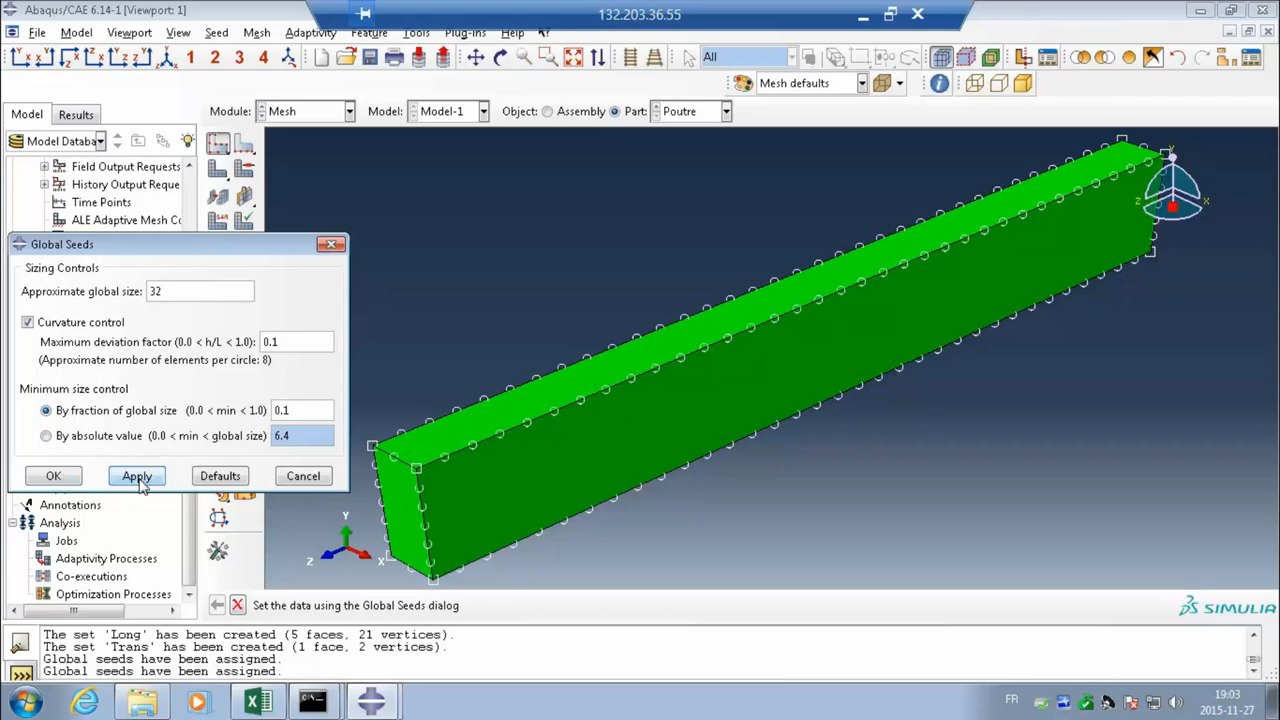 Abaqus/CAE 6.14-1 [Viewport: 1]
132.203.36.55
File Model Viewport View Seed Mesh Adaptivity Feature Tools Plug-ins Help
1 2 3 4
All
Mesh defaults
Model Results
Module: Mesh Model: Model-1 Object: Assembly Part: Poutre
Model Databa
Field Output Requests
History Output Reque
Time Points
ALE Adaptive Mesh Co
Global Seeds
Sizing Controls
Approximate global size: 32
Curvature control
Maximum deviation factor (0.0 < h/L < 1.0): 0.1
(Approximate number of elements per circle: 8)
Minimum size control
By fraction of global size (0.0 < min < 1.0) 0.1
By absolute value (0.0 < min < global size) 6.4
OK Apply Defaults Cancel
Annotations
Analysis
Jobs
Adaptivity Processes
Co-executions
Optimization Processes
Y
Z X
Y
Z X
Set the data using the Global Seeds dialog
SIMULIA
The set 'Long' has been created (5 faces, 21 vertices).
The set 'Trans' has been created (1 face, 2 vertices).
Global seeds have been assigned.
Global seeds have been assigned.
>>>
FR
19:03
2015-11-27